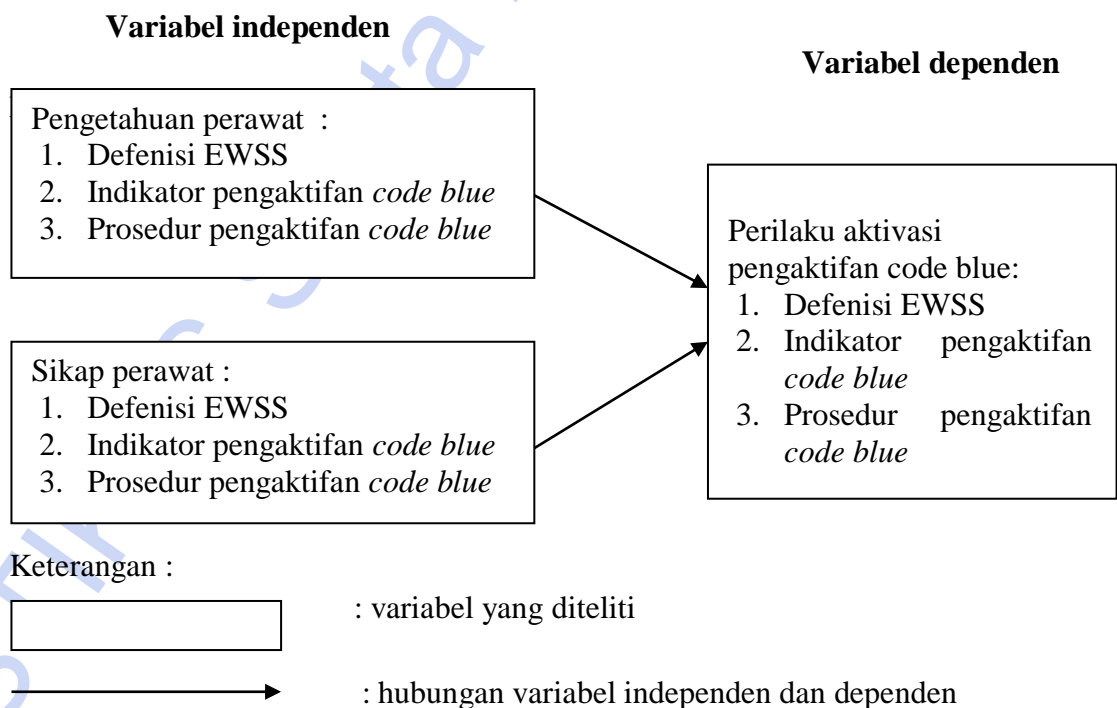 Variabel independen
Variabel dependen
Pengetahuan perawat :
1. Defenisi EWSS
2. Indikator pengaktifan code blue
3. Prosedur pengaktifan code blue
Sikap perawat :
1. Defenisi EWSS
2. Indikator pengaktifan code blue
3. Prosedur pengaktifan code blue
Perilaku aktivasi
pengaktifan code blue:
1. Defenisi EWSS
2. Indikator pengaktifan
code blue
3. Prosedur pengaktifan
code blue
Keterangan :
: variabel yang diteliti
: hubungan variabel independen dan dependen